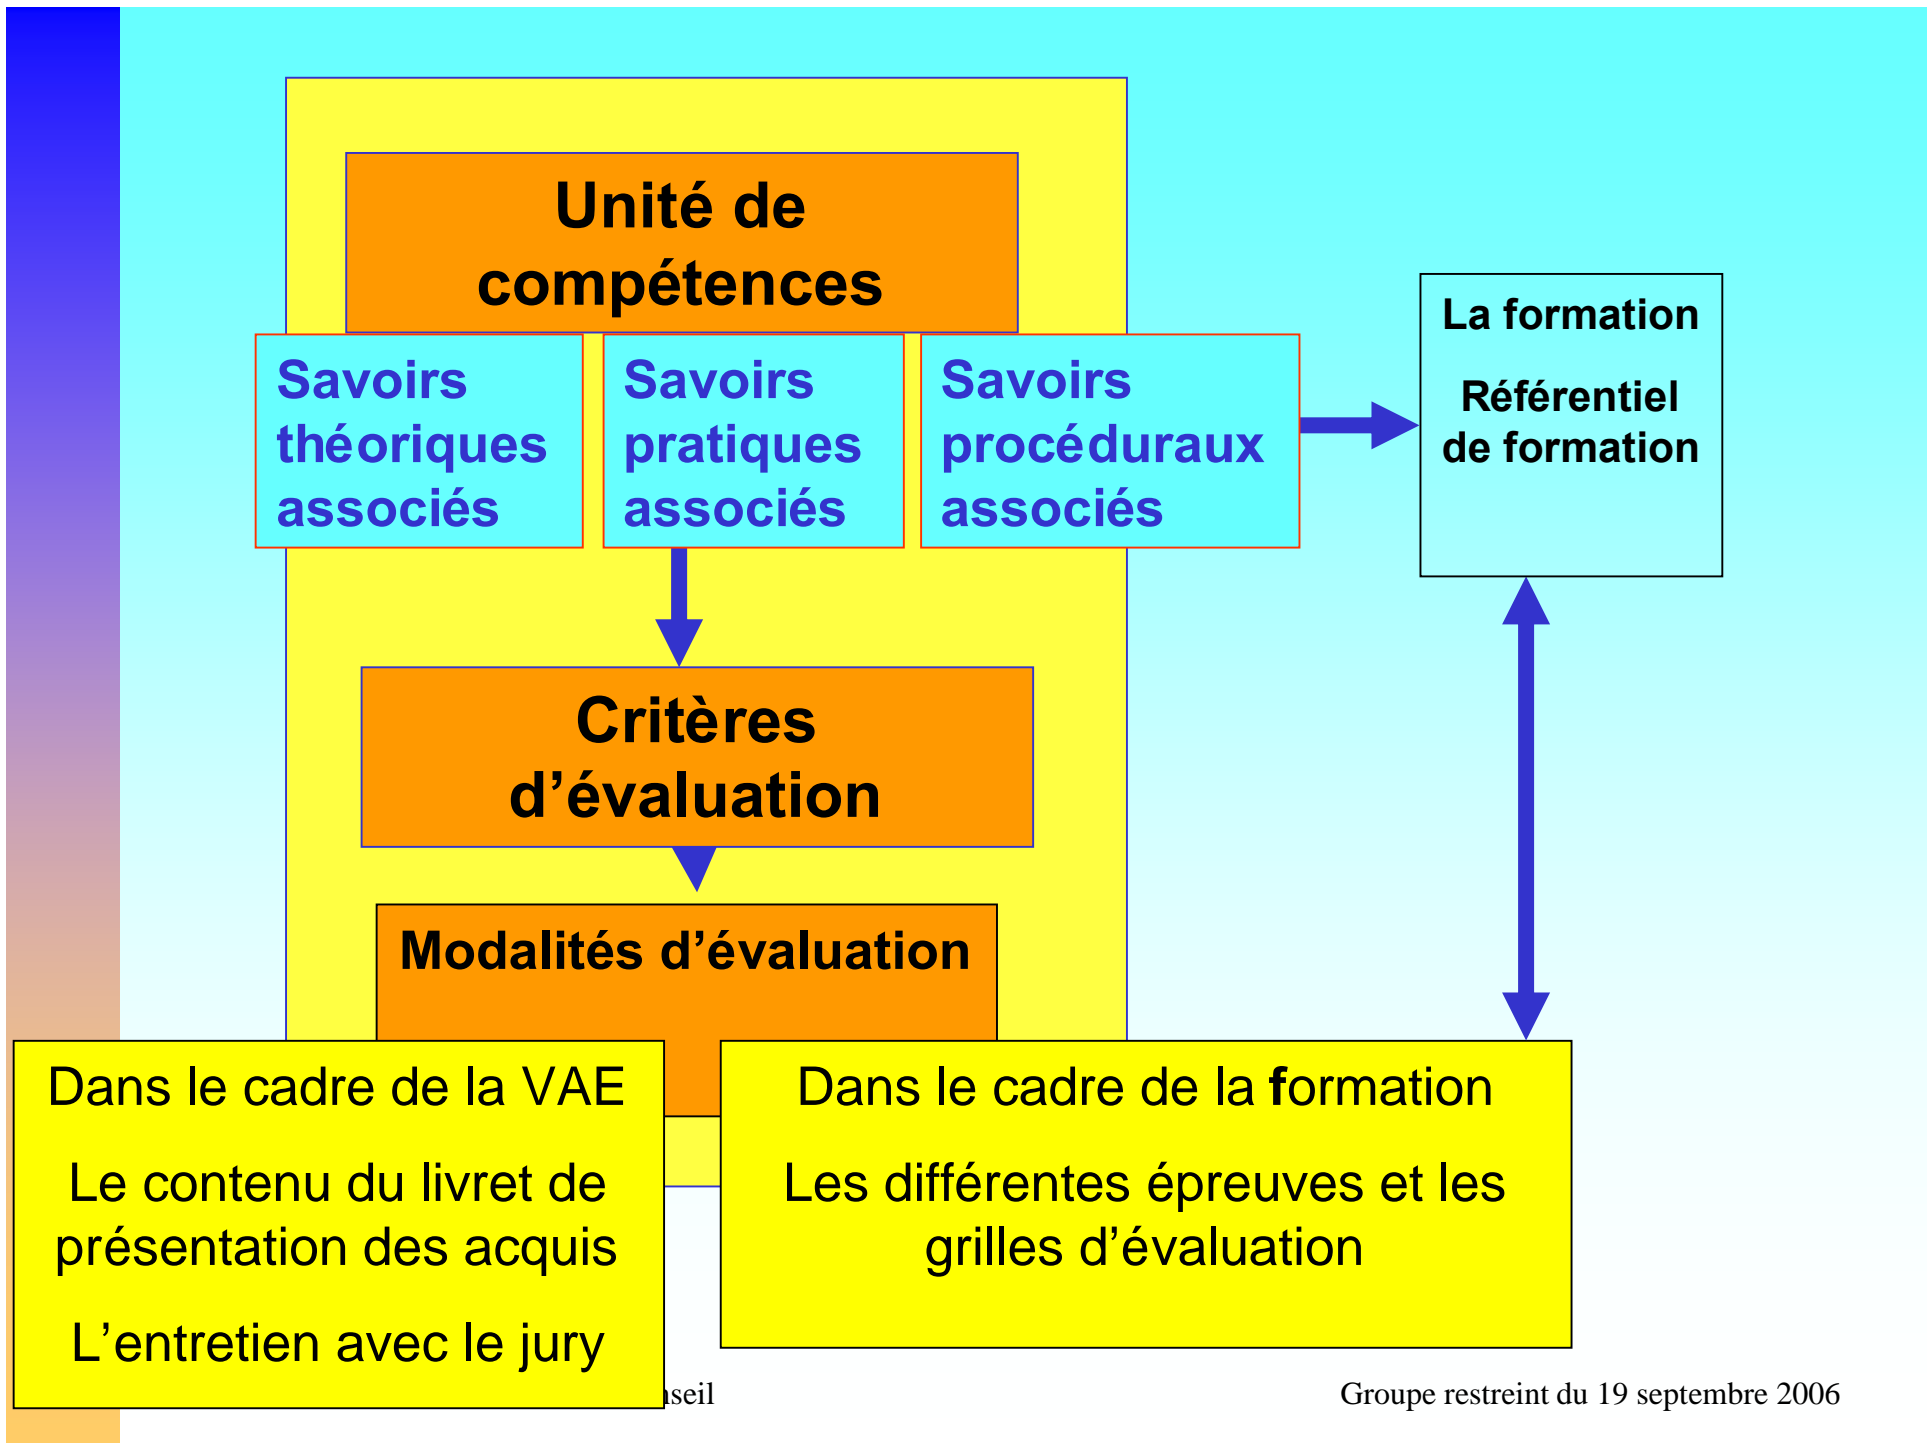 Unité de
compétences
Savoirs
théoriques
associés
Savoirs
pratiques
associés
Savoirs
procéduraux
associés
La formation
Référentiel
de formation
Critères
d’évaluation
Modalités d’évaluation
Dans le cadre de la VAE
Le contenu du livret de
présentation des acquis
L’entretien avec le jury
Dans le cadre de la formation
Les différentes épreuves et les
grilles d’évaluation
Groupe restreint du 19 septembre 2006